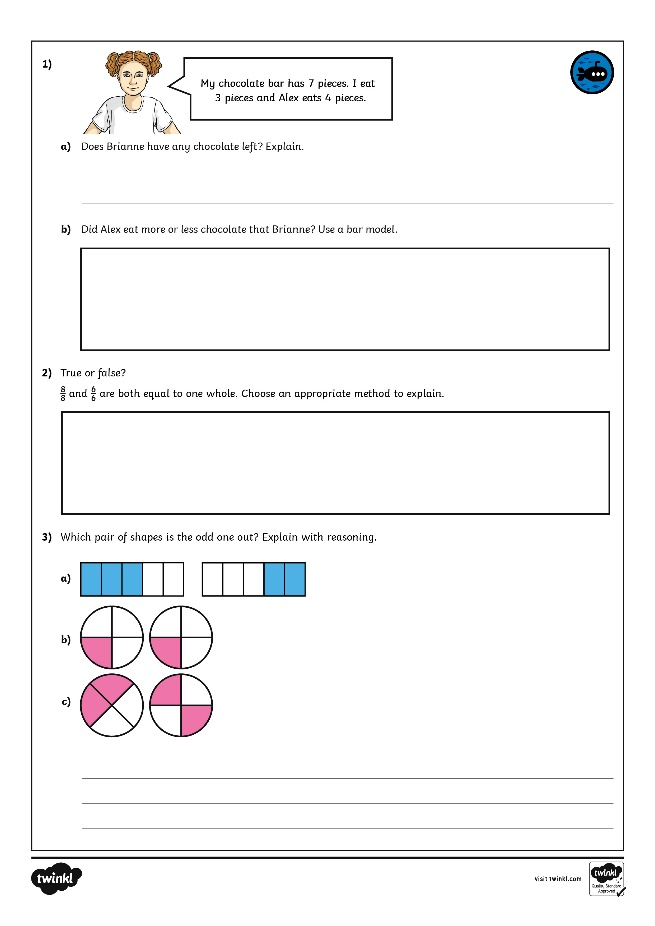 1)
My chocolate bar has 7 pieces. I eat
3 pieces and Alex eats 4 pieces.
a) Does Brianne have any chocolate left? Explain.
b) Did Alex eat more or less chocolate that Brianne? Use a bar model.
2) True or false?
8/8 and 6/6 are both equal to one whole. Choose an appropriate method to explain.
3) Which pair of shapes is the odd one out? Explain with reasoning.
a)
b)
c)
twinkl
visit twinkl.com
twinkl
Quality Standard
Approved